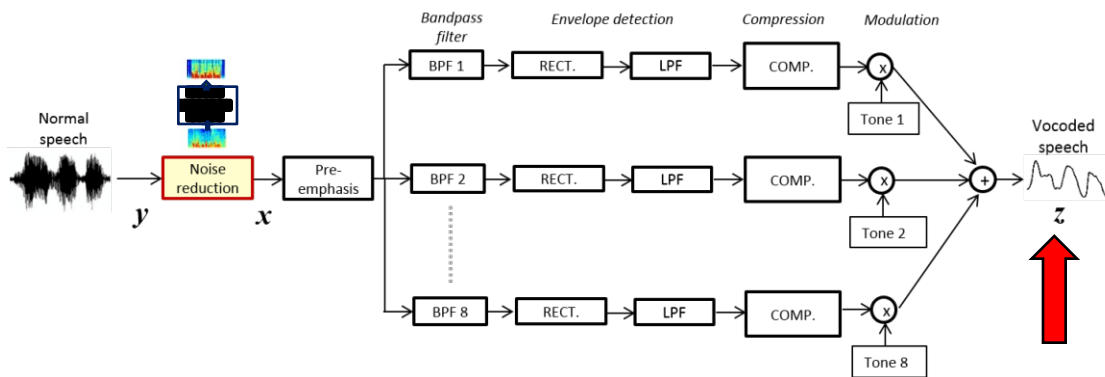 Bandpass
filter
Envelope detection
Compression
Modulation
BPF 1
RECT.
LPF
COMP.
x
Tone 1
Normal
speech
Noise
reduction
Pre-
emphasis
y
x
BPF 2
RECT.
LPF
COMP.
x
Tone 2
+
Vocoded
speech
z
BPF 8
RECT.
LPF
COMP.
x
Tone 8